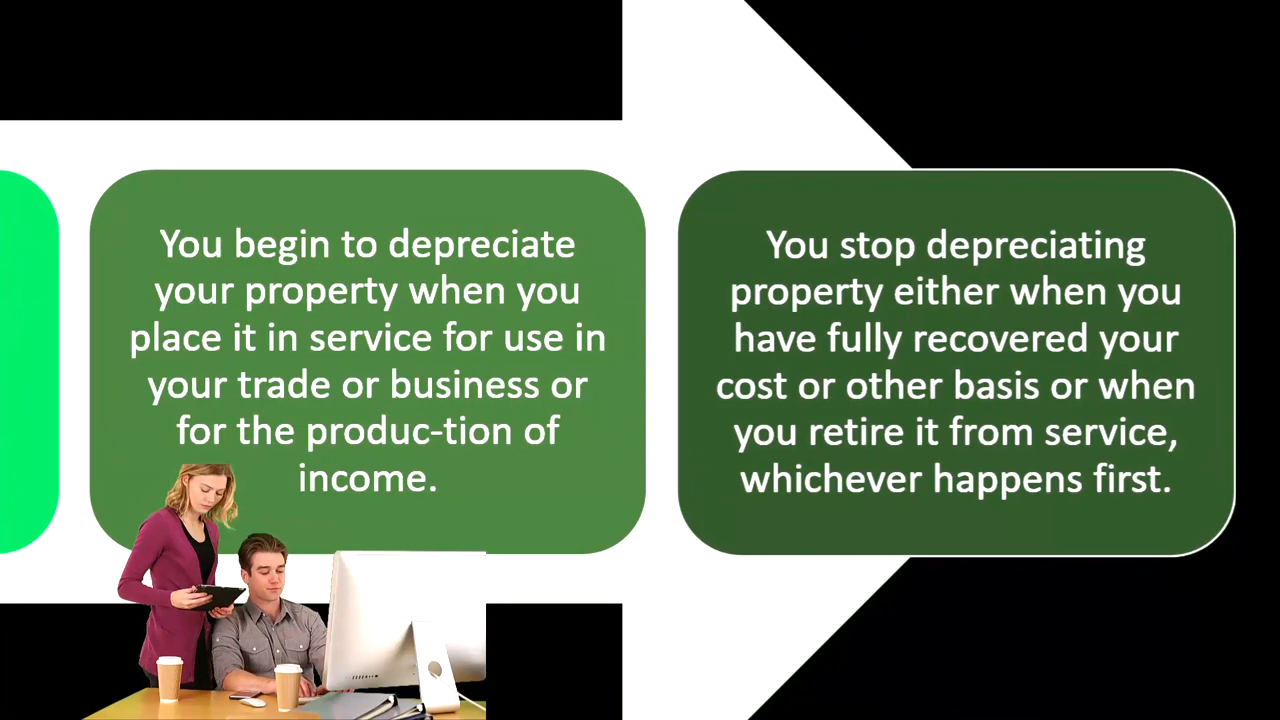 You begin to depreciate
your property when you
place it in service for use in
your trade or business or
for the produc-tion of
income.
You stop depreciating
property either when you
have fully recovered your
cost or other basis or when
you retire it from service,
whichever happens first.